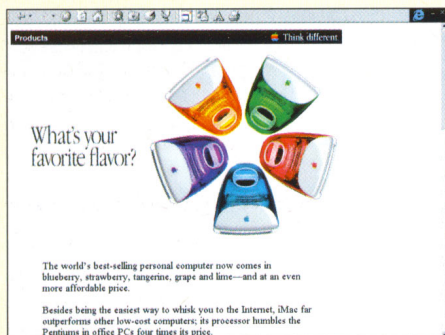 Products
Think different
What's your
favorite flavor?
The world's best-selling personal computer now comes in
blueberry, strawberry, tangerine, grape and lime—and at an even
more affordable price.
Besides being the easiest way to whisk you to the Internet, iMac far
outperforms other low-cost computers; its processor humbles the
Pentiums in office PCs four times its price.